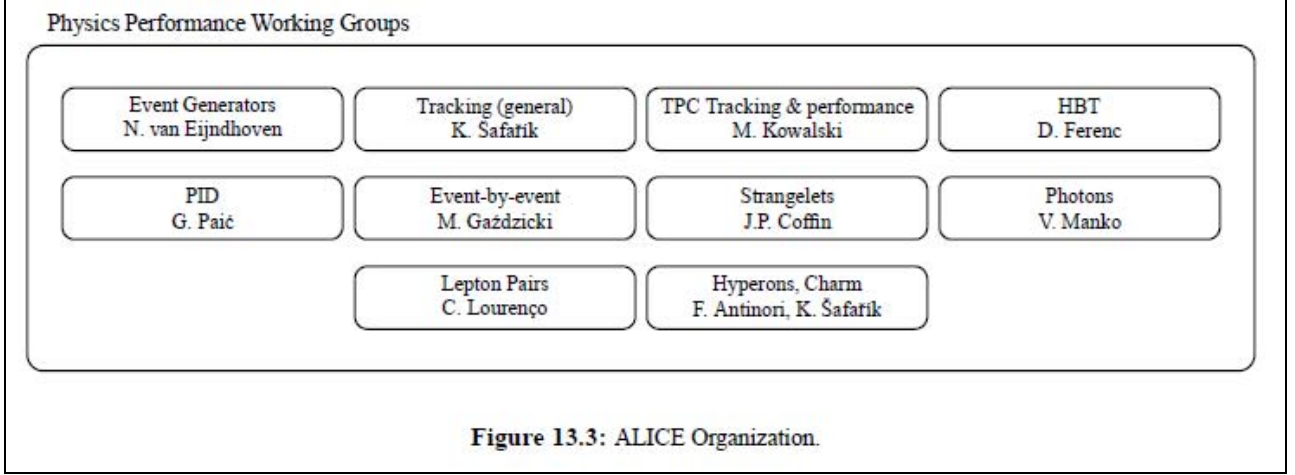 Physics Performance Working Groups
Event Generators
N. van Eijndhoven
Tracking (general)
K. Šafařík
TPC Tracking & performance
M. Kowalski
HBT
D. Ferenc
PID
G. Paić
Event-by-event
M. Gaździcki
Strangelets
J.P. Coffin
Photons
V. Manko
Lepton Pairs
C. Lourenço
Hyperons, Charm
F. Antinori, K. Šafařík
Figure 13.3: ALICE Organization.